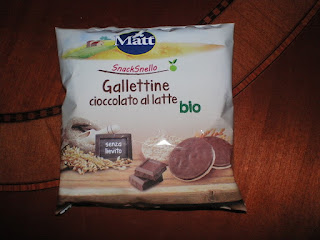 Matt
SnackSnello
Gallettine
cioccolato al latte
bio
senza
lievito